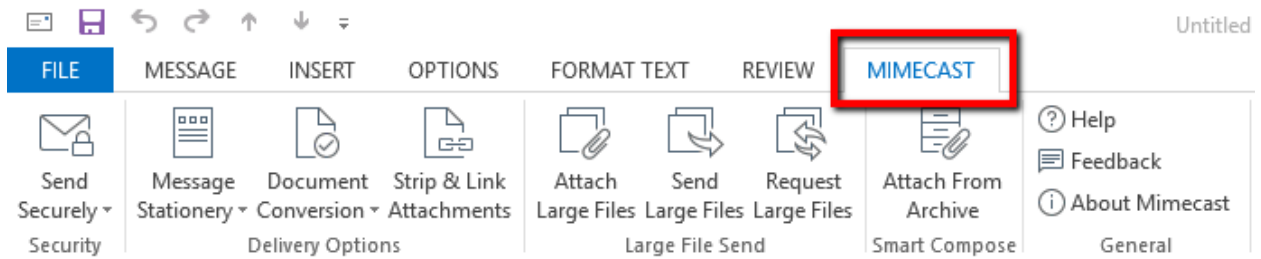 Untitled
FILE MESSAGE INSERT OPTIONS FORMAT TEXT REVIEW MIMECAST
Send Securely
Message Stationery
Document Conversion
Strip & Link Attachments
Attach Large Files
Send Large Files
Request Large Files
Attach From Archive
Help
Feedback
About Mimecast
Security Delivery Options Large File Send Smart Compose General